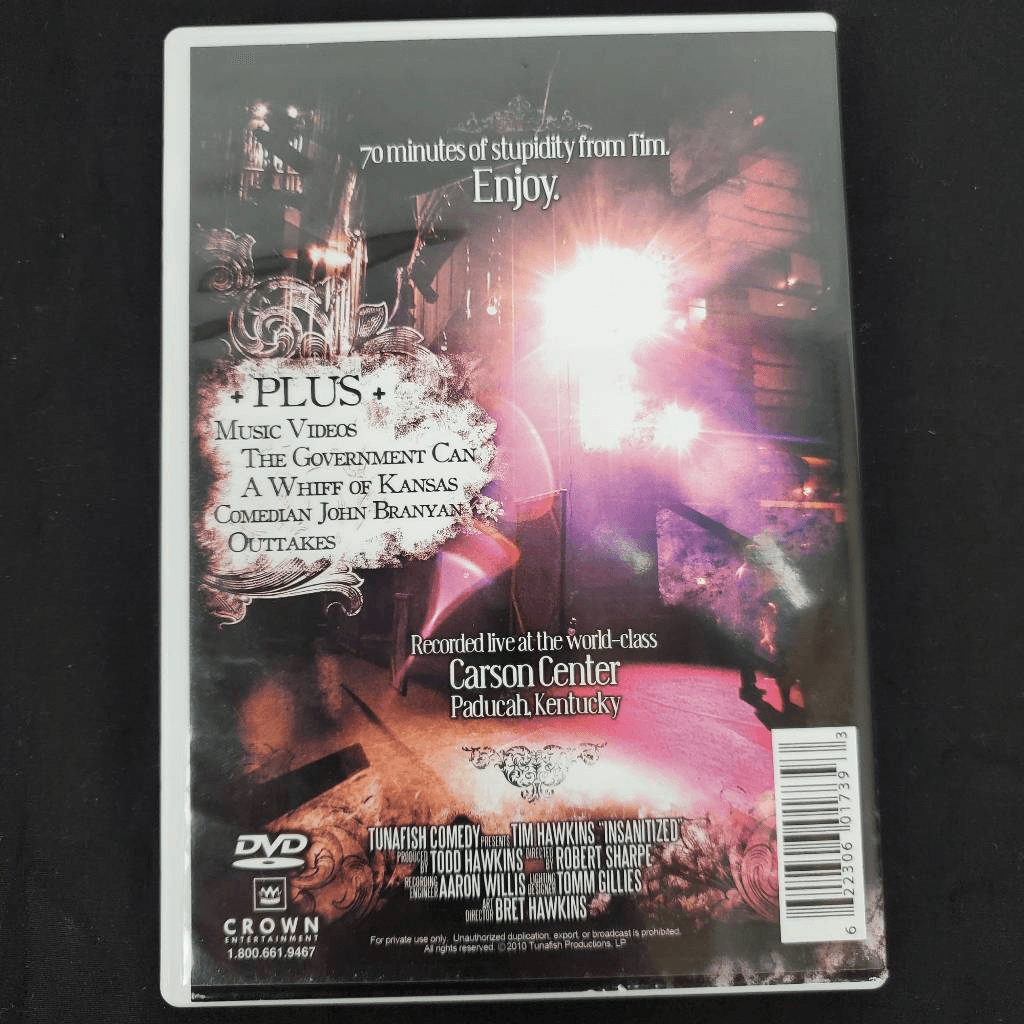 70 minutes of stupidity from Tim.
Enjoy.
+ PLUS +
MUSIC VIDEOS
THE GOVERNMENT CAN
A WHIFF OF KANSAS
COMEDIAN JOHN BRANYAN
OUTTAKES
Recorded live at the world-class
Carson Center
Paducah, Kentucky
TUNAFISH COMEDY PRESENTS TIM HAWKINS "INSANITIZED"
PRODUCED BY TODD HAWKINS DIRECTED BY ROBERT SHARPE
RECORDING ENGINEER AARON WILLIS LIGHTING DESIGNER TOMM GILLIES
ART DIRECTOR BRET HAWKINS
For private use only. Unauthorized duplication, export, or broadcast is prohibited.
All rights reserved. ©2010 Tunafish Productions, LP
DVD
CROWN
ENTERTAINMENT
1.800.661.9467
6 22306 01739 3